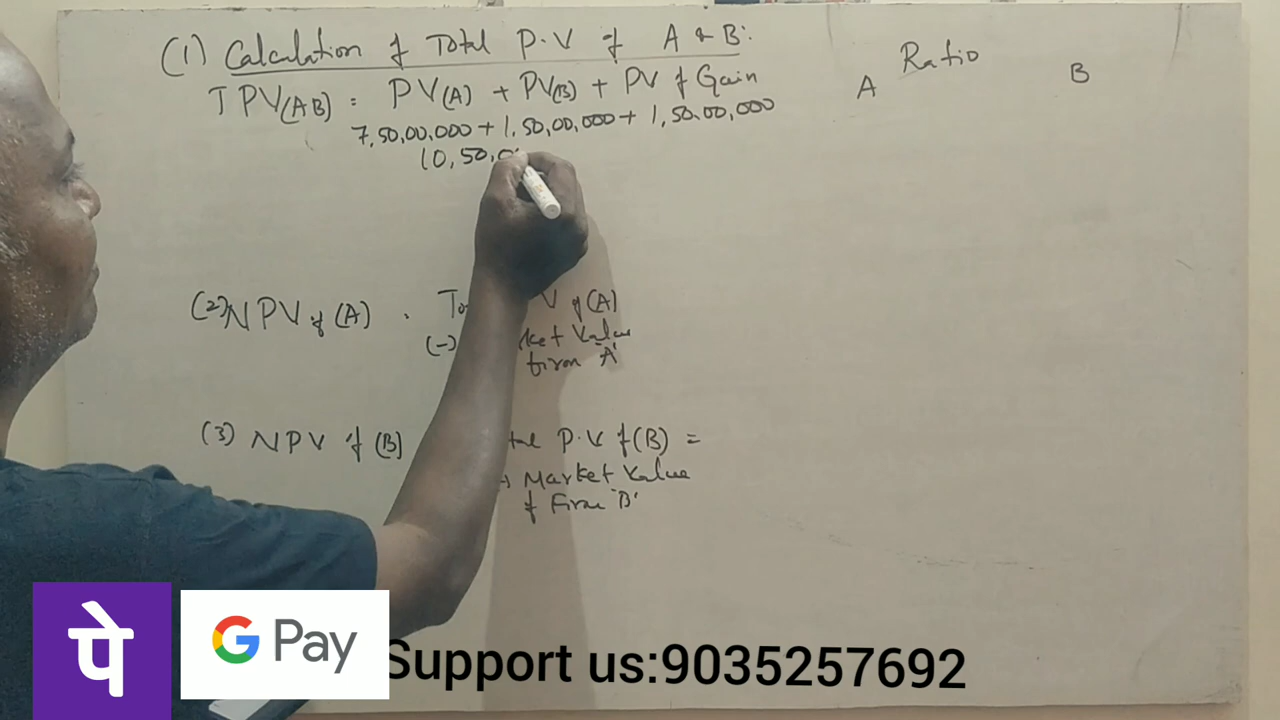 (1) Calculation of Total P.V of A & B:
TPV(AB) = PV(A) + PV(B) + PV of Gain
7,50,00,000 + 1,50,00,000 + 1,50,00,000
10,50,0
Ratio
A B
(2) NPV of (A) V of (A)
(-) Value
firm 'A'
(3) NPV of (B) P.V of (B) =
Market Value
of Firm 'B'
पे
G Pay
Support us:9035257692